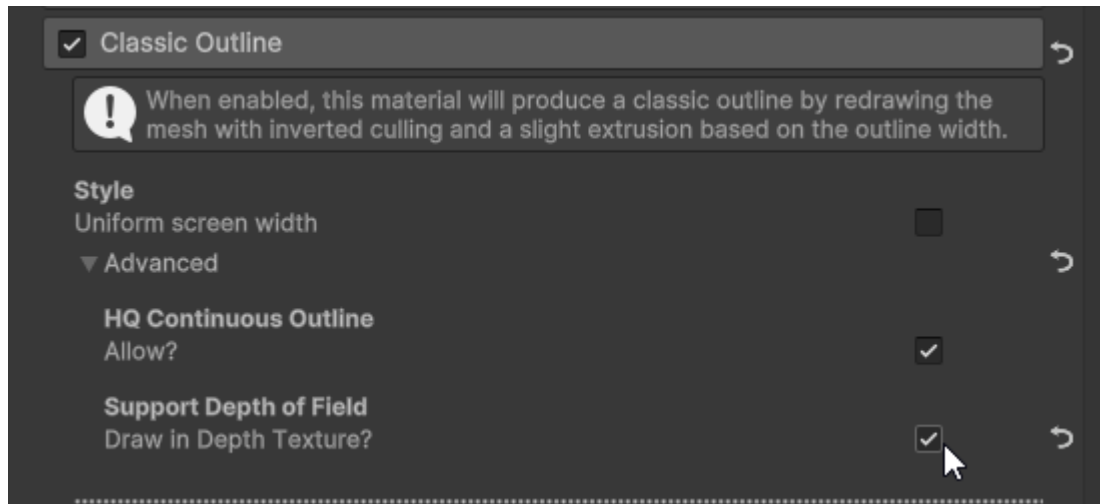 Classic Outline
When enabled, this material will produce a classic outline by redrawing the
mesh with inverted culling and a slight extrusion based on the outline width.
Style
Uniform screen width
Advanced
HQ Continuous Outline
Allow?
Support Depth of Field
Draw in Depth Texture?